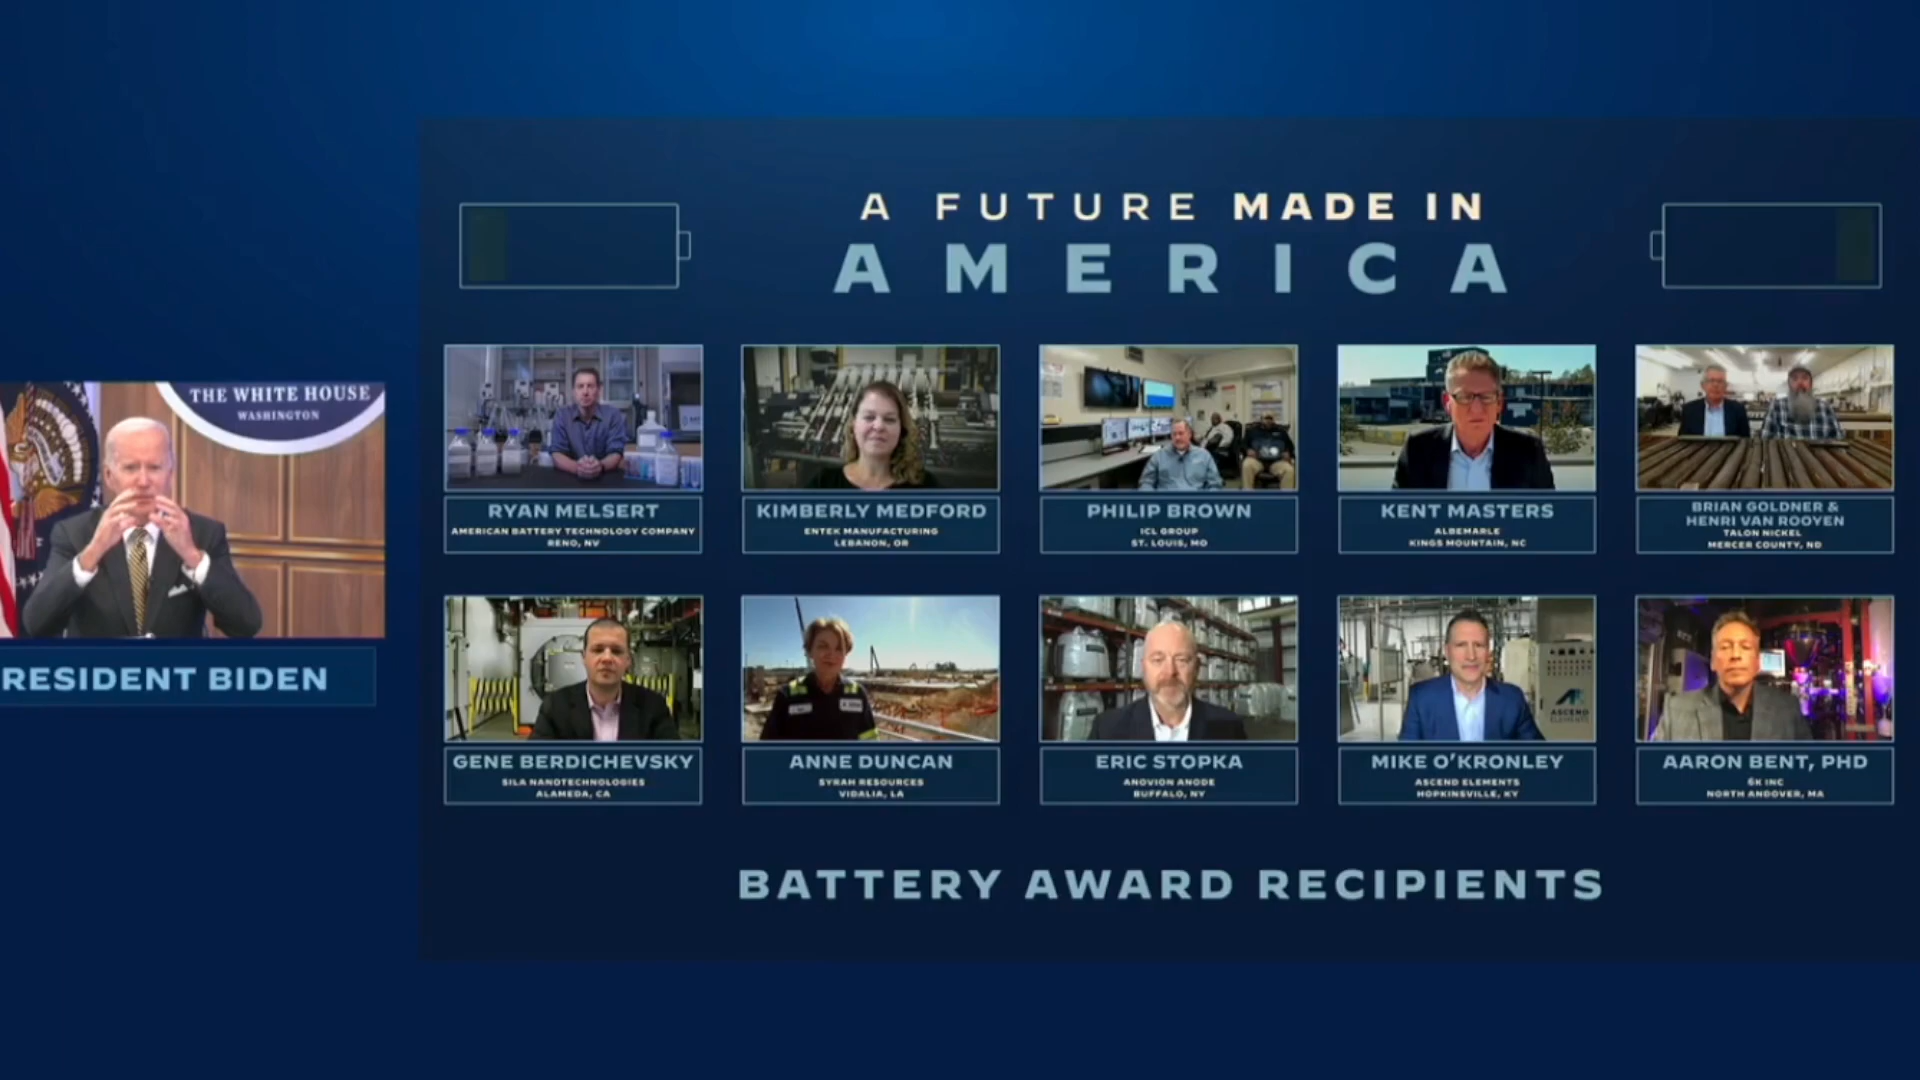 THE WHITE HOUSE
WASHINGTON
RESIDENT BIDEN
A FUTURE MADE IN
AMERICA
RYAN MELSERT
AMERICAN BATTERY TECHNOLOGY COMPANY
RENO, NV
KIMBERLY MEDFORD
ENTEK MANUFACTURING
LEBANON, OR
PHILIP BROWN
ICL GROUP
ST. LOUIS, MO
KENT MASTERS
ALBEMARLE
KINGS MOUNTAIN, NC
BRIAN GOLDNER &
HENRI VAN ROOYEN
TALON NICKEL
MERCER COUNTY, ND
GENE BERDICHEVSKY
SILA NANOTECHNOLOGIES
ALAMEDA, CA
ANNE DUNCAN
SYRAH RESOURCES
VIDALIA, LA
ERIC STOPKA
ANOVION ANODE
BUFFALO, NY
ASCEND
ELEMENTS
MIKE O'KRONLEY
ASCEND ELEMENTS
HOPKINSVILLE, KY
AARON BENT, PHD
6K INC
NORTH ANDOVER, MA
BATTERY AWARD RECIPIENTS